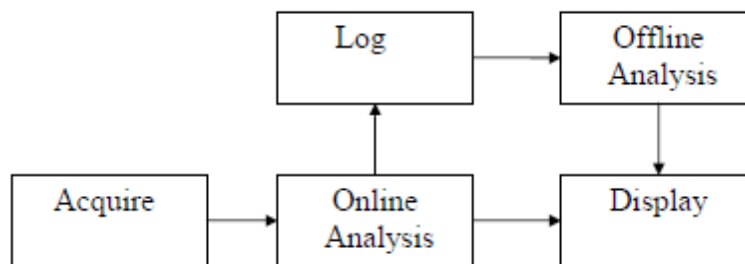 Log
Offline
Analysis
Acquire
Online
Analysis
Display